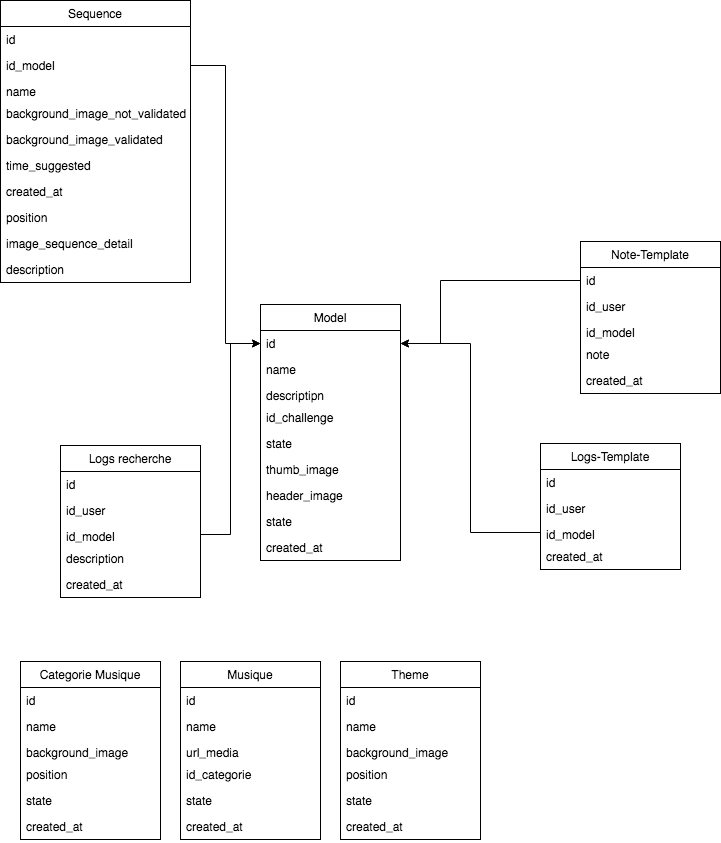 Sequence
id
id_model
name
background_image_not_validated
background_image_validated
time_suggested
created_at
position
image_sequence_detail
description
Note-Template
id
id_user
id_model
note
created_at
Model
id
name
descriptipn
id_challenge
state
thumb_image
header_image
state
created_at
Logs recherche
id
id_user
id_model
description
created_at
Logs-Template
id
id_user
id_model
created_at
Categorie Musique
id
name
background_image
position
state
created_at
Musique
id
name
url_media
id_categorie
state
created_at
Theme
id
name
background_image
position
state
created_at